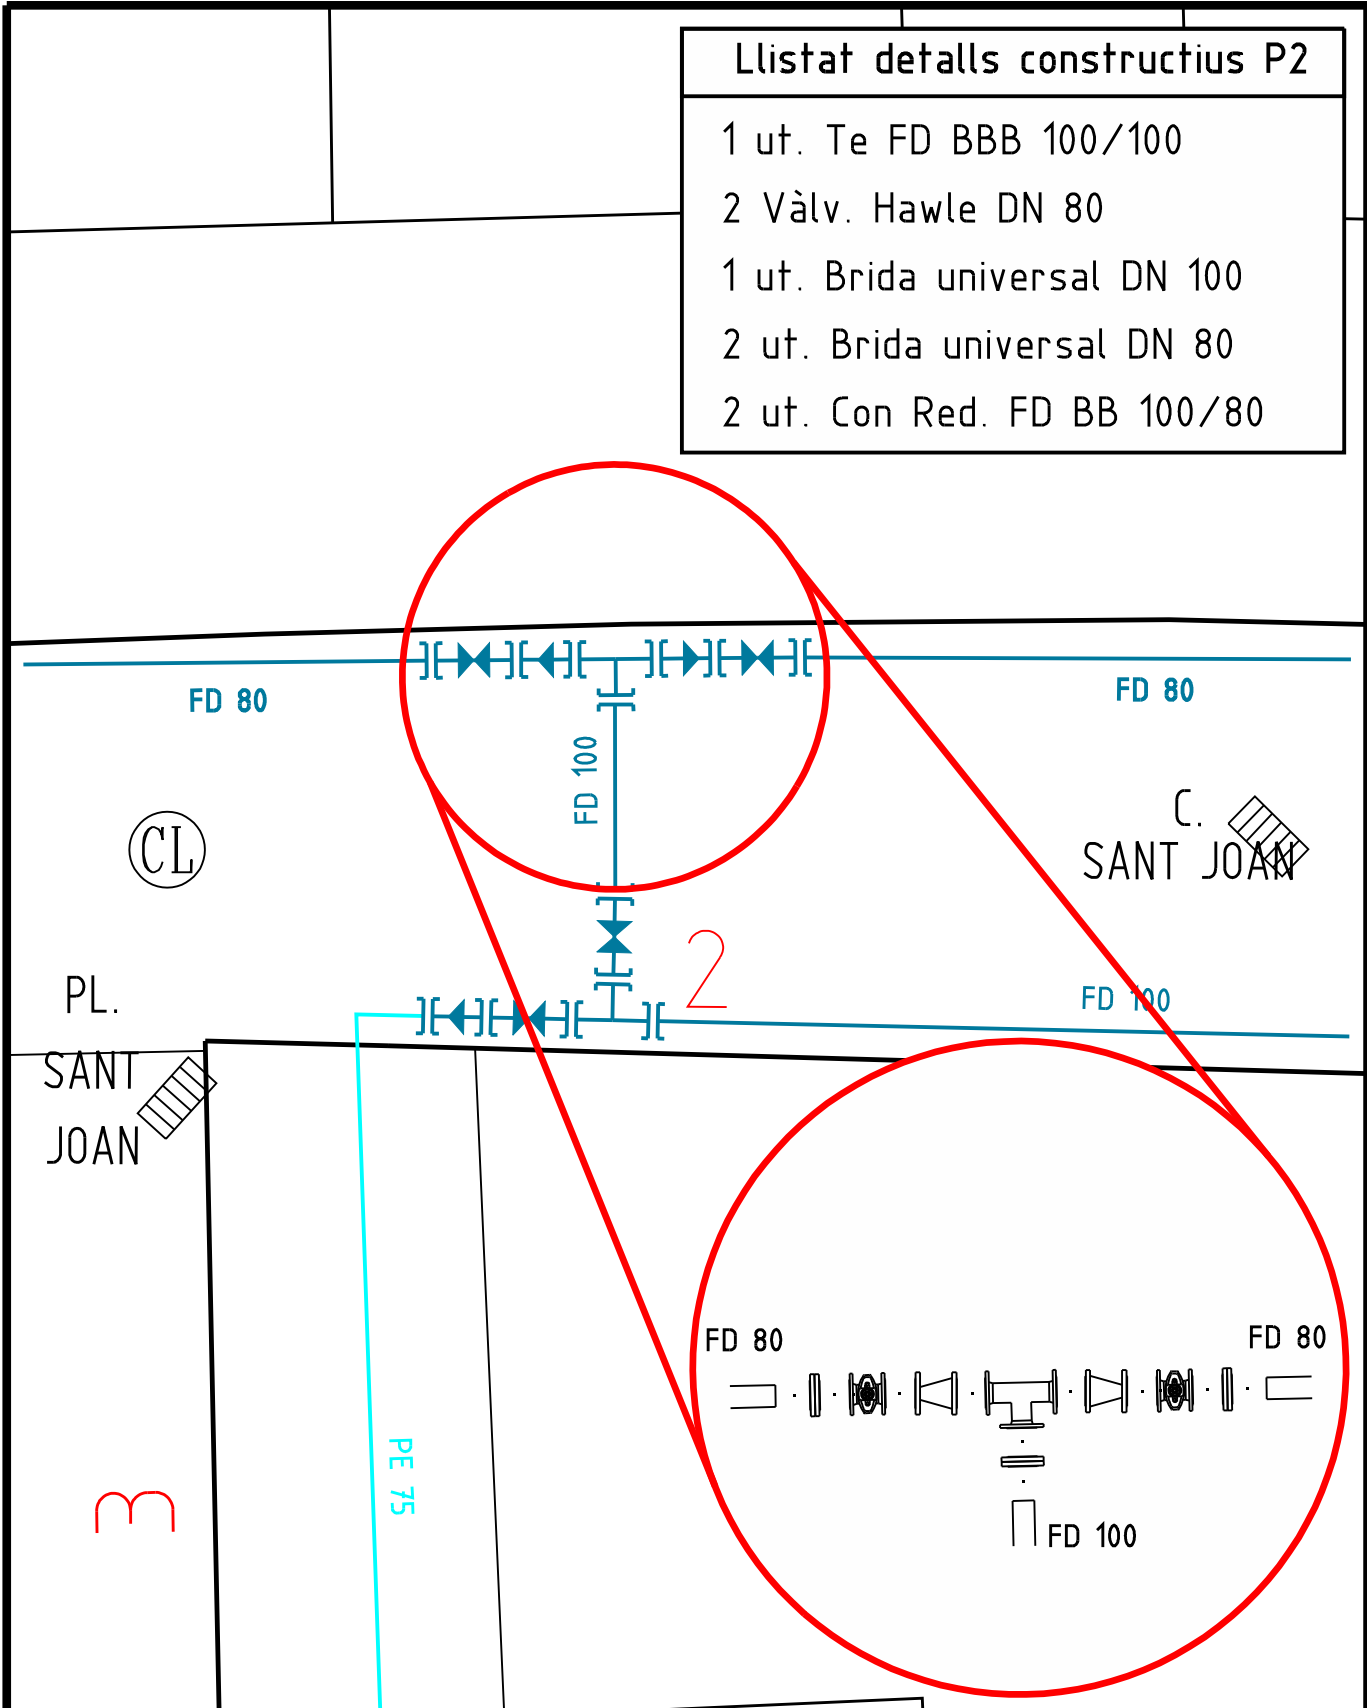 Llistat detalls constructius P2
1 ut. Te FD BBB 100/100
2 Vàlv. Hawle DN 80
1 ut. Brida universal DN 100
2 ut. Brida universal DN 80
2 ut. Con Red. FD BB 100/80
FD 80
FD 80
FD 100
CL
C.
SANT JOAN
2
PL.
SANT
JOAN
FD 100
FD 80
FD 80
PE 75
3
FD 100